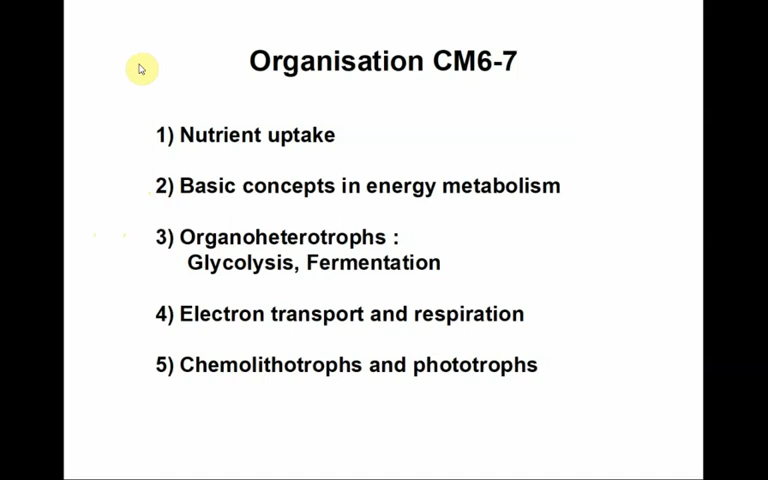 Organisation CM6-7
1) Nutrient uptake
2) Basic concepts in energy metabolism
3) Organoheterotrophs :
Glycolysis, Fermentation
4) Electron transport and respiration
5) Chemolithotrophs and phototrophs